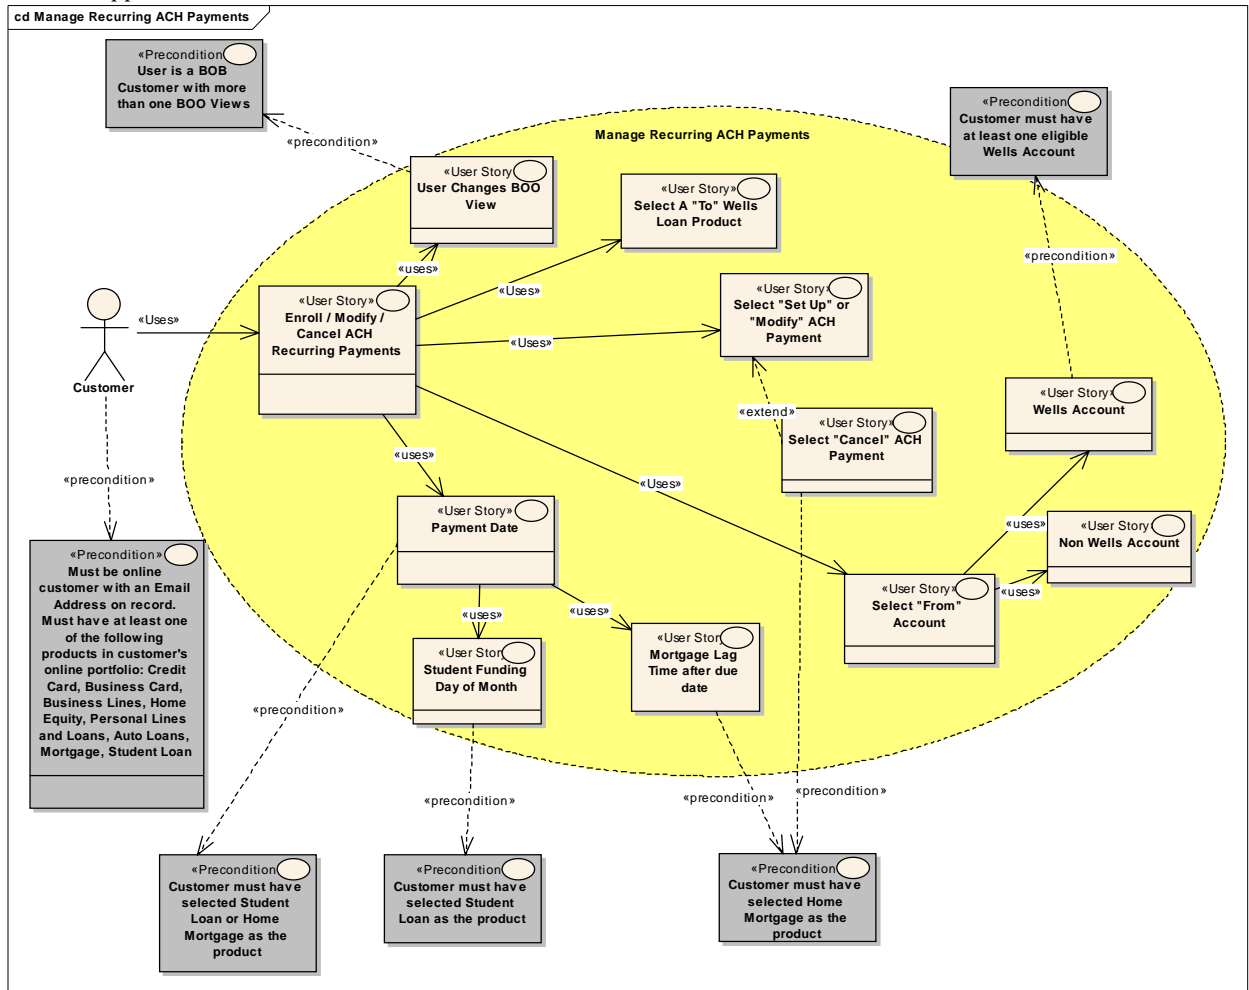 cd Manage Recurring ACH Payments
«Precondition
User is a BOB
Customer with more
than one BOO Views
«precondition»
«Precondition
Customer must have
at least one eligible
Wells Account
«precondition»
Manage Recurring ACH Payments
«User Story
User Changes BOO
View
«uses»
«User Story»
Select A "To" Wells
Loan Product
«Uses»
«User Story»
Enroll / Modify /
Cancel ACH
Recurring Payments
«Uses»
Customer
«User Story»
Select "Set Up" or
"Modify" ACH
Payment
«Uses»
«extend»
«User Story»
Select "Cancel" ACH
Payment
«User Story»
Wells Account
«precondition»
«uses»
«Uses»
«User Story»
Payment Date
«uses»
«User Story
Non Wells Account
«uses»
«User Story»
Select "From"
Account
«Precondition»
Must be online
customer with an Email
Address on record.
Must have at least one
of the following
products in customer's
online portfolio: Credit
Card, Business Card,
Business Lines, Home
Equity, Personal Lines
and Loans, Auto Loans,
Mortgage, Student Loan
«uses»
«uses»
«User Stor
Student Funding
Day of Month
«User Stor
Mortgage Lag
Time after due
date
«precondition»
«precondition»
«precondition»
«precondition»
«Precondition
Customer must have
selected Student
Loan or Home
Mortgage as the
product
«Precondition
Customer must have
selected Student
Loan as the product
«Precondition
Customer must have
selected Home
Mortgage as the
product